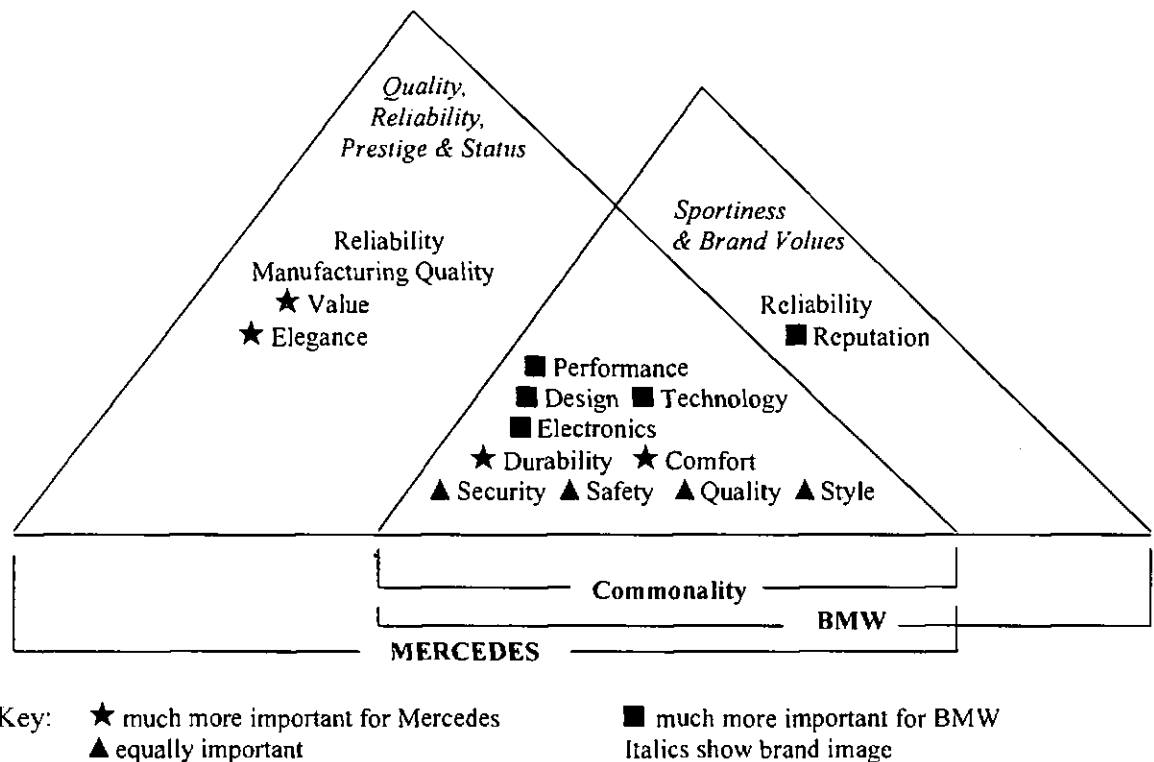 Quality,
Reliability,
Prestige & Status
Sportiness
& Brand Values
Reliability
Manufacturing Quality
★ Value
★ Elegance
Reliability
■ Reputation
■ Performance
■ Design ■ Technology
■ Electronics
★ Durability ★ Comfort
▲ Security ▲ Safety ▲ Quality ▲ Style
Commonality
BMW
MERCEDES
Key: ★ much more important for Mercedes ■ much more important for BMW
▲ equally important Italics show brand image